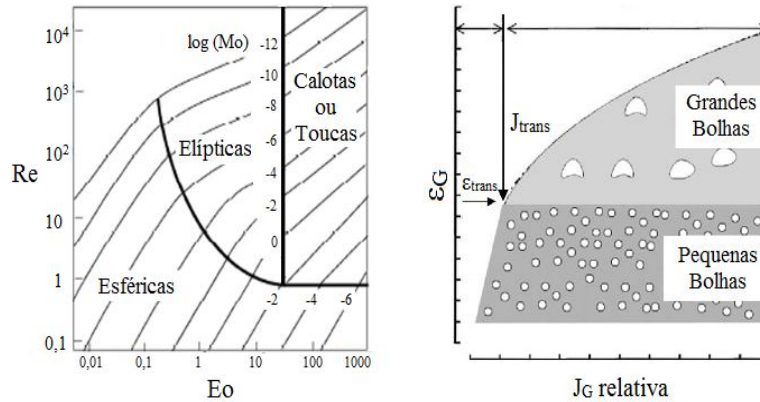 10⁴
10³
10²
10
1
0,1
Re
log (Mo)
-12
-10
-8
-6
-4
-2
0
-2
-4
-6
Calotas
ou
Toucas
Elípticas
Esféricas
0,01
0,1
1
10
100
1000
Eo
εG
Jtrans
εtrans
Grandes
Bolhas
Pequenas
Bolhas
JG relativa